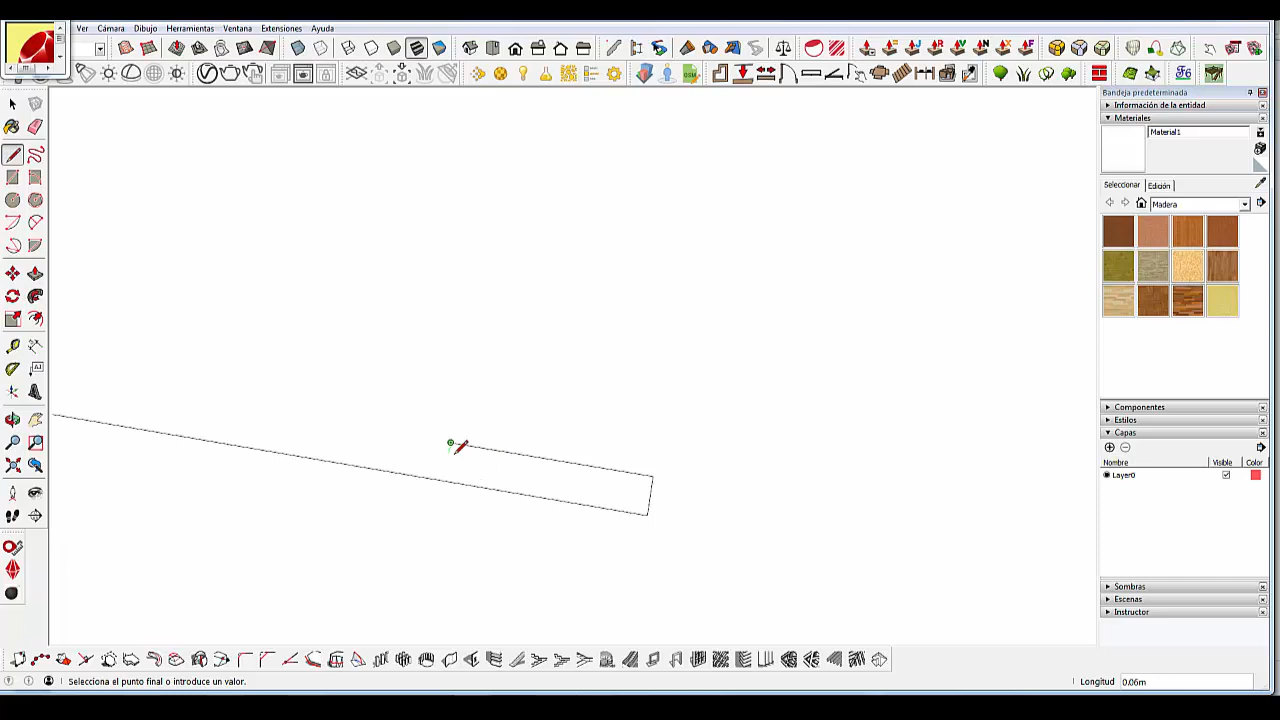 Ver Cámara Dibujo Herramientas Ventana Extensiones Ayuda
Bandeja predeterminada
Información de la entidad
Materiales
Material1
Seleccionar Edición
Madera
Componentes
Estilos
Capas
Nombre Visible Color
Layer0
Sombras
Escenas
Instructor
Selecciona el punto final o introduce un valor.
Longitud 0.06m